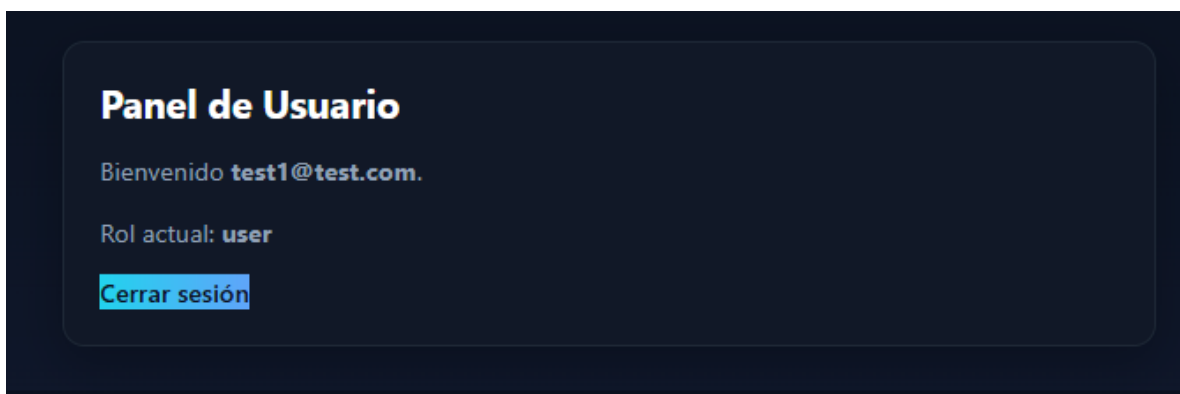 Panel de Usuario
Bienvenido test1@test.com.
Rol actual: user
Cerrar sesión